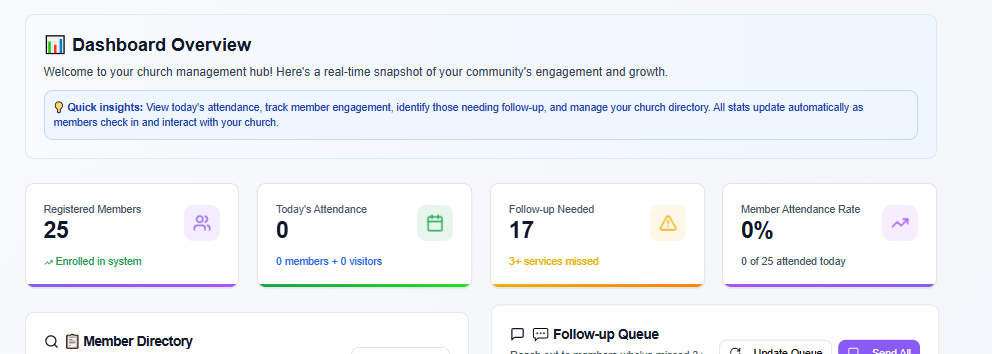 Dashboard Overview
Welcome to your church management hub! Here's a real-time snapshot of your community's engagement and growth.
Quick insights: View today's attendance, track member engagement, identify those needing follow-up, and manage your church directory. All stats update automatically as
members check in and interact with your church.
Registered Members
25
Enrolled in system
Today's Attendance
0
0 members + 0 visitors
Follow-up Needed
17
3+ services missed
Member Attendance Rate
0%
0 of 25 attended today
Member Directory
Follow-up Queue
Reach out to members who've missed 3+
Update Queue
Send All